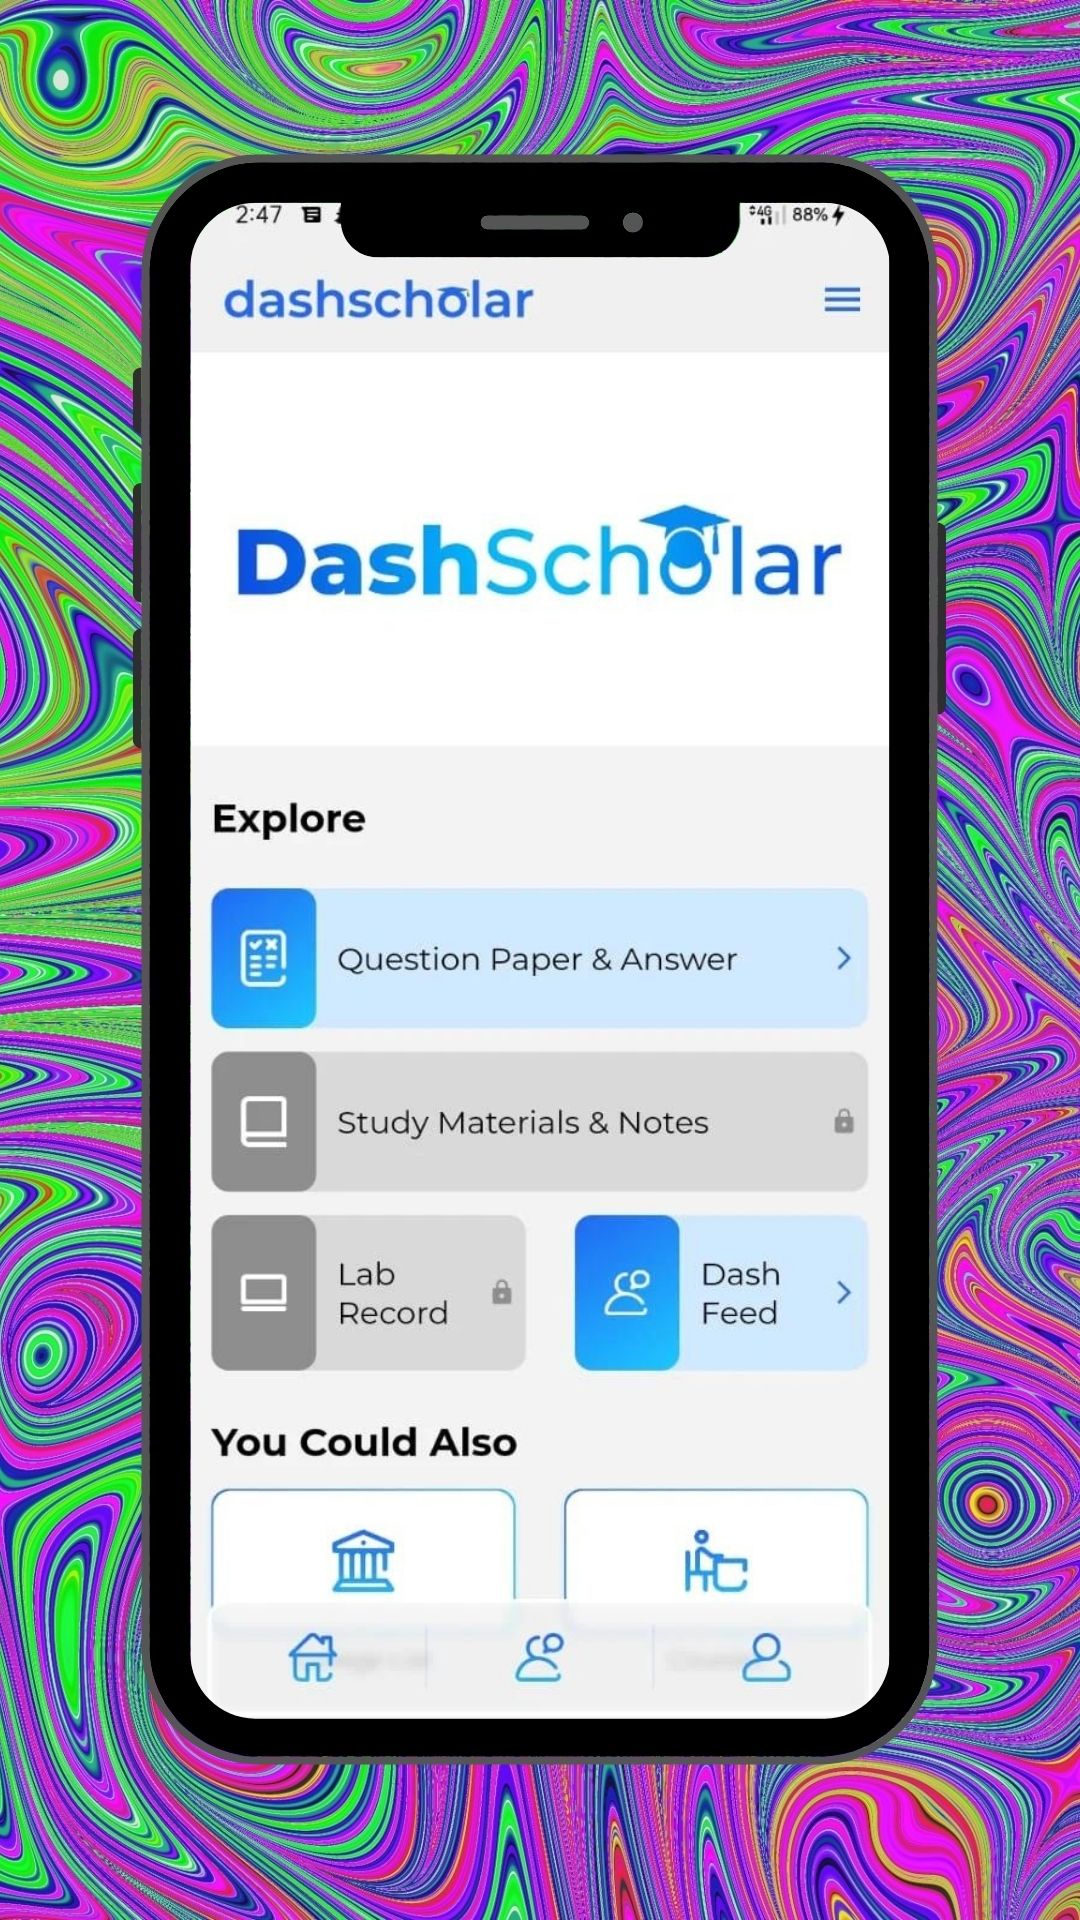 2:47
4G 88%
dashscholar
DashScholar
Explore
Question Paper & Answer
Study Materials & Notes
Lab
Record
Dash
Feed
You Could Also